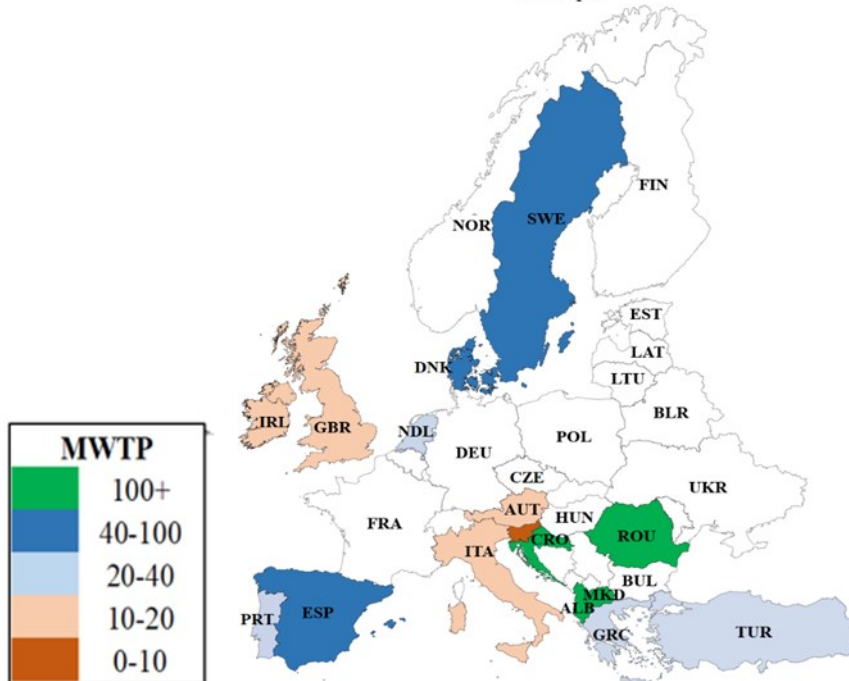 FIN
SWE
NOR
EST
LAT
DNK
LTU
BLR
IRL
GBR
NDL
MWTP
DEU
POL
100+
CZE
UKR
40-100
AUT
HUN
FRA
CRO
ROU
20-40
ITA
BUL
10-20
MKD
PRT
ESP
ALB
GRC
TUR
0-10